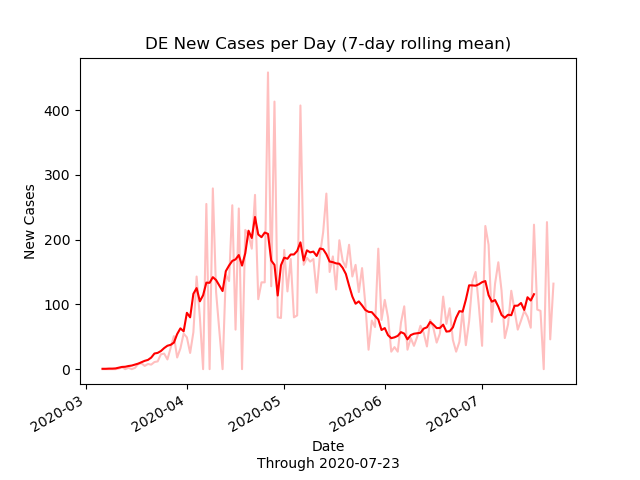 DE New Cases per Day (7-day rolling mean)
400
300
200
100
0
New Cases
2020-03
2020-04
2020-05
2020-06
2020-07
Date
Through 2020-07-23